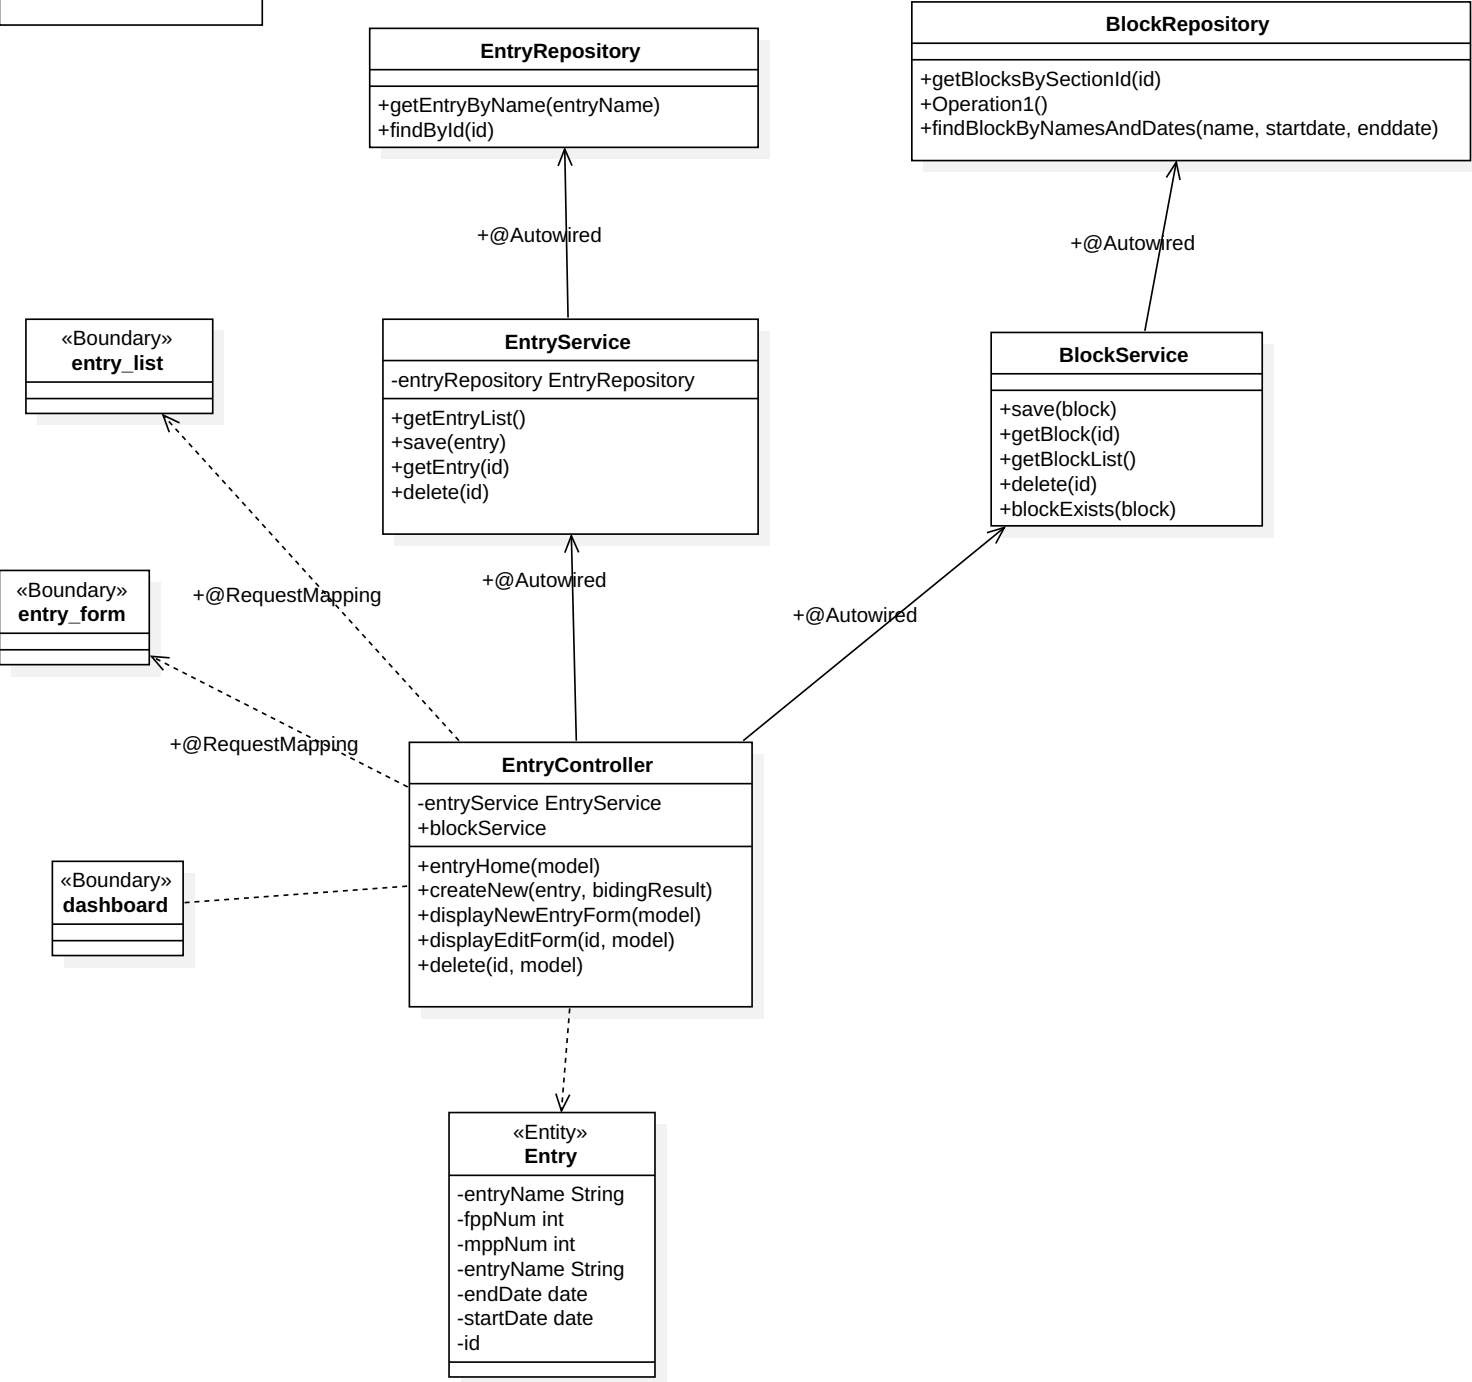 EntryRepository
+getEntryByName(entryName)
+findById(id)
BlockRepository
+getBlocksBySectionId(id)
+Operation1()
+findBlockByNamesAndDates(name, startdate, enddate)
+@Autowired
+@Autowired
«Boundary»
entry_list
EntryService
-entryRepository EntryRepository
+getEntryList()
+save(entry)
+getEntry(id)
+delete(id)
BlockService
+save(block)
+getBlock(id)
+getBlockList()
+delete(id)
+blockExists(block)
«Boundary»
entry_form
+@RequestMapping
+@Autowired
+@Autowired
+@RequestMapping
EntryController
-entryService EntryService
+blockService
+entryHome(model)
+createNew(entry, bidingResult)
+displayNewEntryForm(model)
+displayEditForm(id, model)
+delete(id, model)
«Boundary»
dashboard
«Entity»
Entry
-entryName String
-fppNum int
-mppNum int
-entryName String
-endDate date
-startDate date
-id